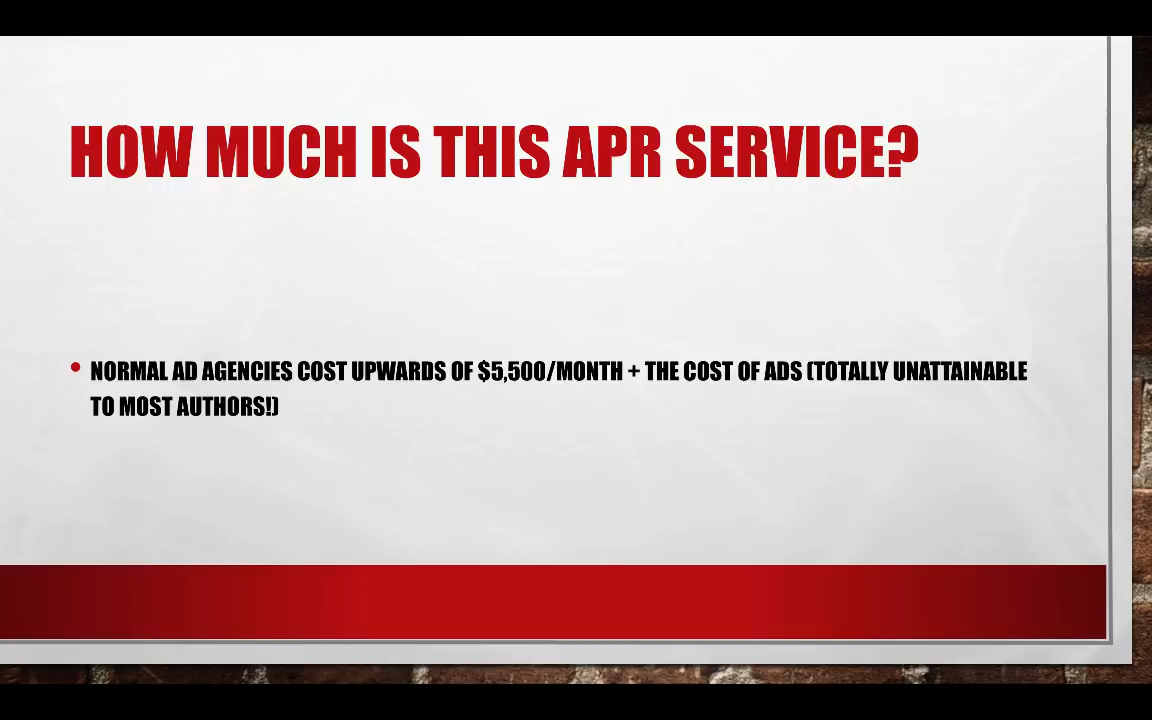 HOW MUCH IS THIS APR SERVICE?
• NORMAL AD AGENCIES COST UPWARDS OF $5,500/MONTH + THE COST OF ADS (TOTALLY UNATTAINABLE
TO MOST AUTHORS!)